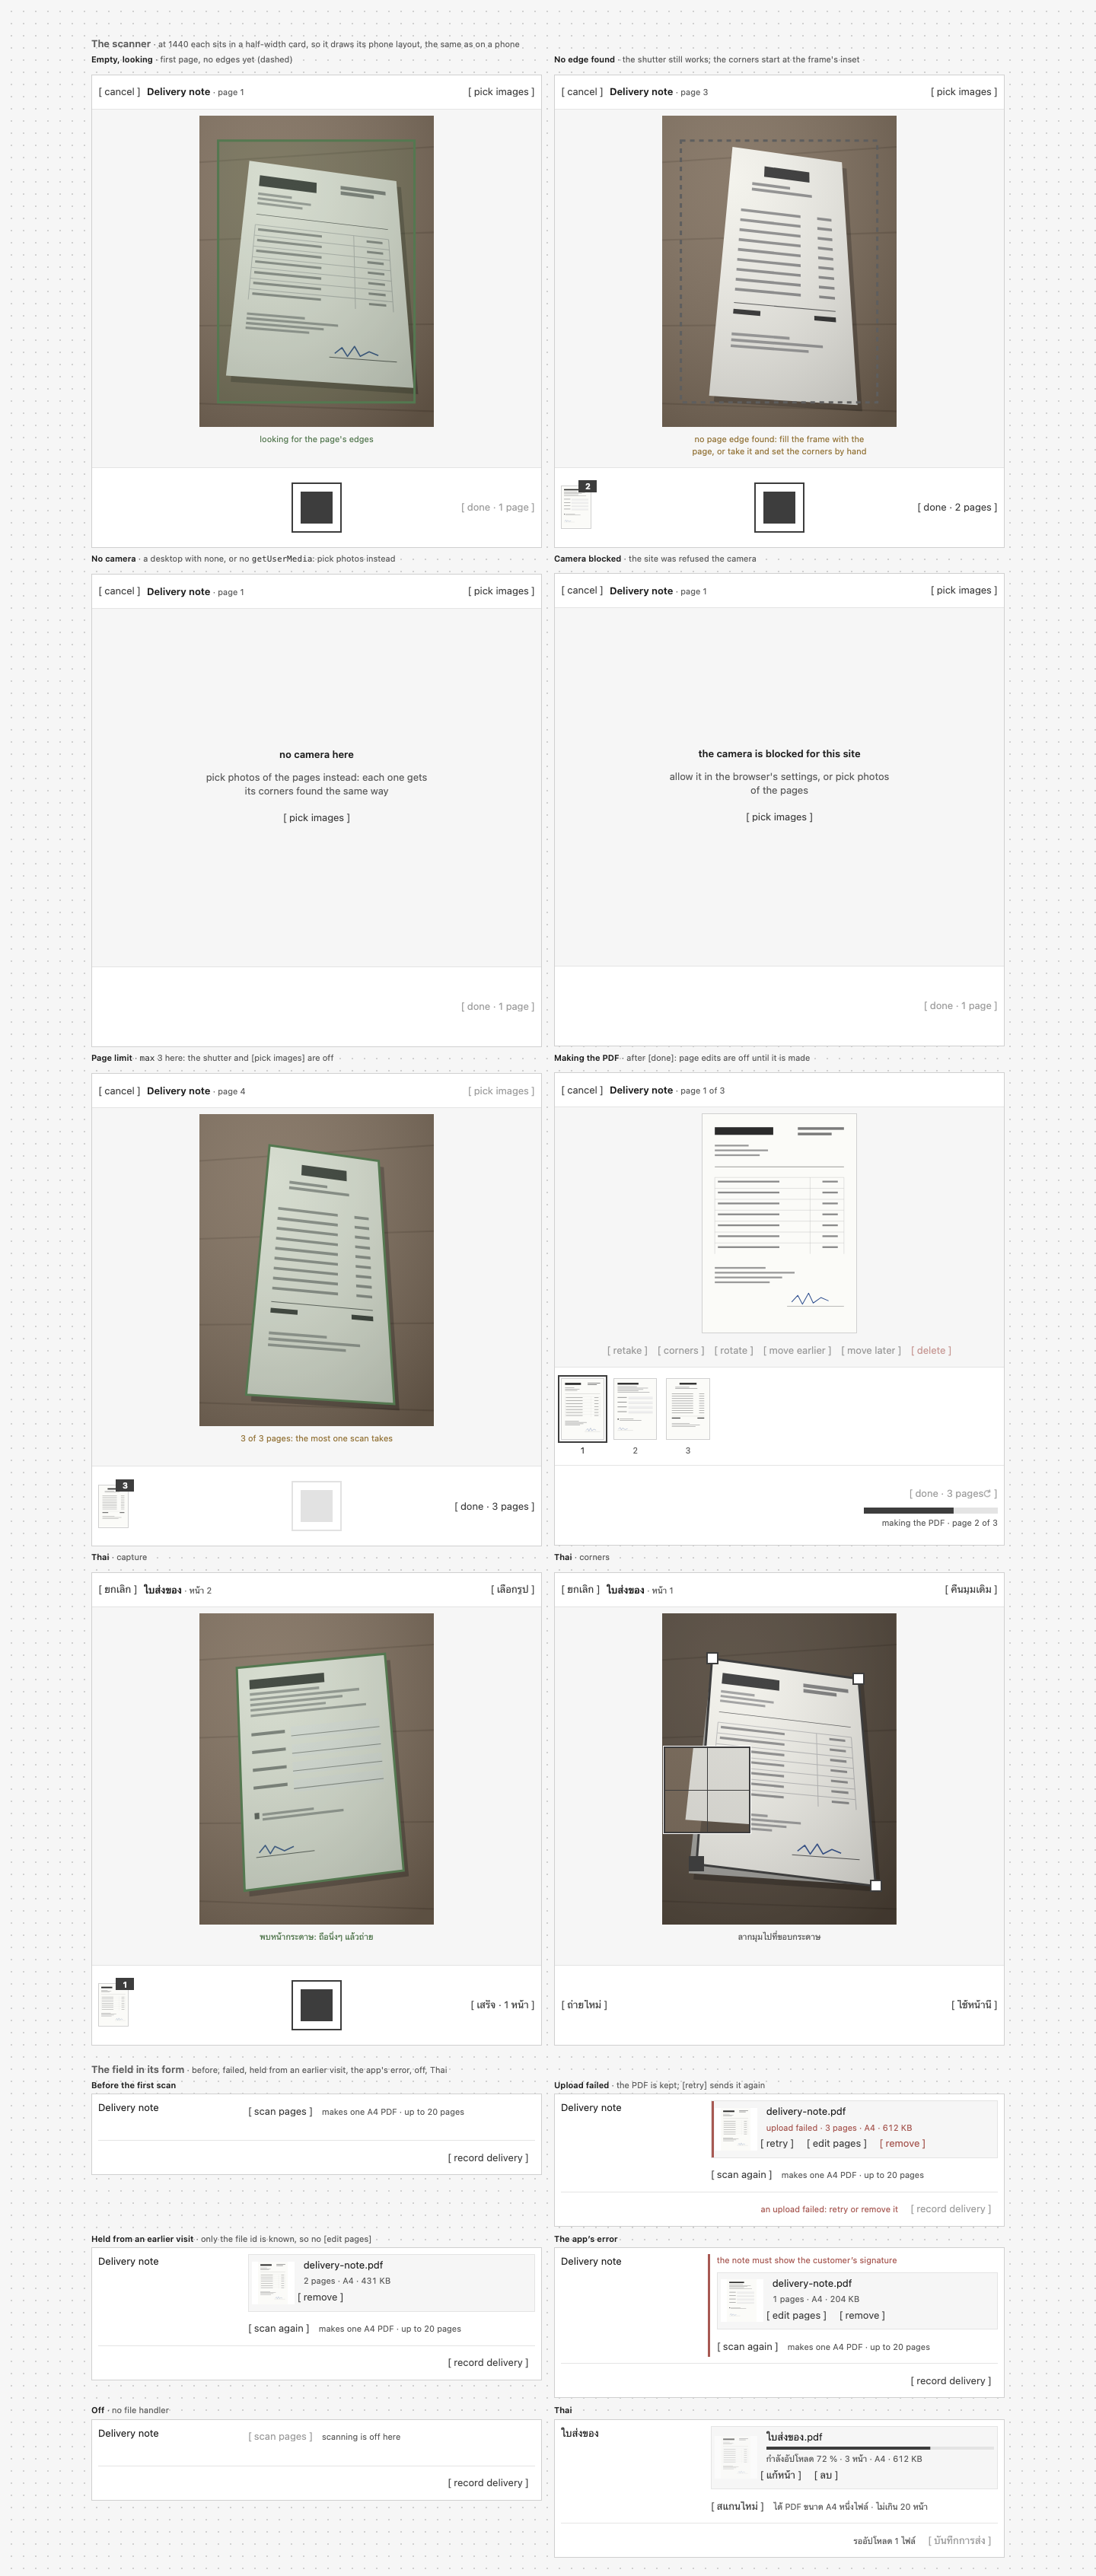 The scanner · at 1440 each sits in a half-width card, so it draws its phone layout, the same as on a phone
Empty, looking · first page, no edges yet (dashed)
[ cancel ] Delivery note · page 1 [ pick images ]
looking for the page's edges
[ done · 1 page ]
No edge found · the shutter still works; the corners start at the frame's inset
[ cancel ] Delivery note · page 3 [ pick images ]
no page edge found: fill the frame with the
page, or take it and set the corners by hand
2
[ done · 2 pages ]
No camera · a desktop with none, or no getUserMedia: pick photos instead
[ cancel ] Delivery note · page 1 [ pick images ]
no camera here
pick photos of the pages instead: each one gets
its corners found the same way
[ pick images ]
[ done · 1 page ]
Camera blocked · the site was refused the camera
[ cancel ] Delivery note · page 1 [ pick images ]
the camera is blocked for this site
allow it in the browser's settings, or pick photos
of the pages
[ pick images ]
[ done · 1 page ]
Page limit · max 3 here: the shutter and [pick images] are off
[ cancel ] Delivery note · page 4 [ pick images ]
3 of 3 pages: the most one scan takes
3
[ done · 3 pages ]
Making the PDF · after [done]: page edits are off until it is made
[ cancel ] Delivery note · page 1 of 3
[ retake ] [ corners ] [ rotate ] [ move earlier ] [ move later ] [ delete ]
1 2 3
[ done · 3 pages ]
making the PDF · page 2 of 3
Thai · capture
[ ยกเลิก ] ใบส่งของ · หน้า 2 [ เลือกรูป ]
พบหน้ากระดาษ: ถือนิ่งๆ แล้วถ่าย
1
[ เสร็จ · 1 หน้า ]
Thai · corners
[ ยกเลิก ] ใบส่งของ · หน้า 1 [ คืนมุมเดิม ]
ลากมุมไปที่ขอบกระดาษ
[ ถ่ายใหม่ ] [ ใช้หน้านี้ ]
The field in its form · before, failed, held from an earlier visit, the app's error, off, Thai
Before the first scan
Delivery note [ scan pages ] makes one A4 PDF · up to 20 pages
[ record delivery ]
Upload failed · the PDF is kept; [retry] sends it again
Delivery note delivery-note.pdf
upload failed · 3 pages · A4 · 612 KB
[ retry ] [ edit pages ] [ remove ]
[ scan again ] makes one A4 PDF · up to 20 pages
an upload failed: retry or remove it [ record delivery ]
Held from an earlier visit · only the file id is known, so no [edit pages]
Delivery note delivery-note.pdf
2 pages · A4 · 431 KB
[ remove ]
[ scan again ] makes one A4 PDF · up to 20 pages
[ record delivery ]
The app's error
Delivery note the note must show the customer's signature
delivery-note.pdf
1 pages · A4 · 204 KB
[ edit pages ] [ remove ]
[ scan again ] makes one A4 PDF · up to 20 pages
[ record delivery ]
Off · no file handler
Delivery note [ scan pages ] scanning is off here
[ record delivery ]
Thai
ใบส่งของ ใบส่งของ.pdf
กำลังอัปโหลด 72 % · 3 หน้า · A4 · 612 KB
[ แก้หน้า ] [ ลบ ]
[ สแกนใหม่ ] ได้ PDF ขนาด A4 หนึ่งไฟล์ · ไม่เกิน 20 หน้า
รออัปโหลด 1 ไฟล์ [ บันทึกการส่ง ]